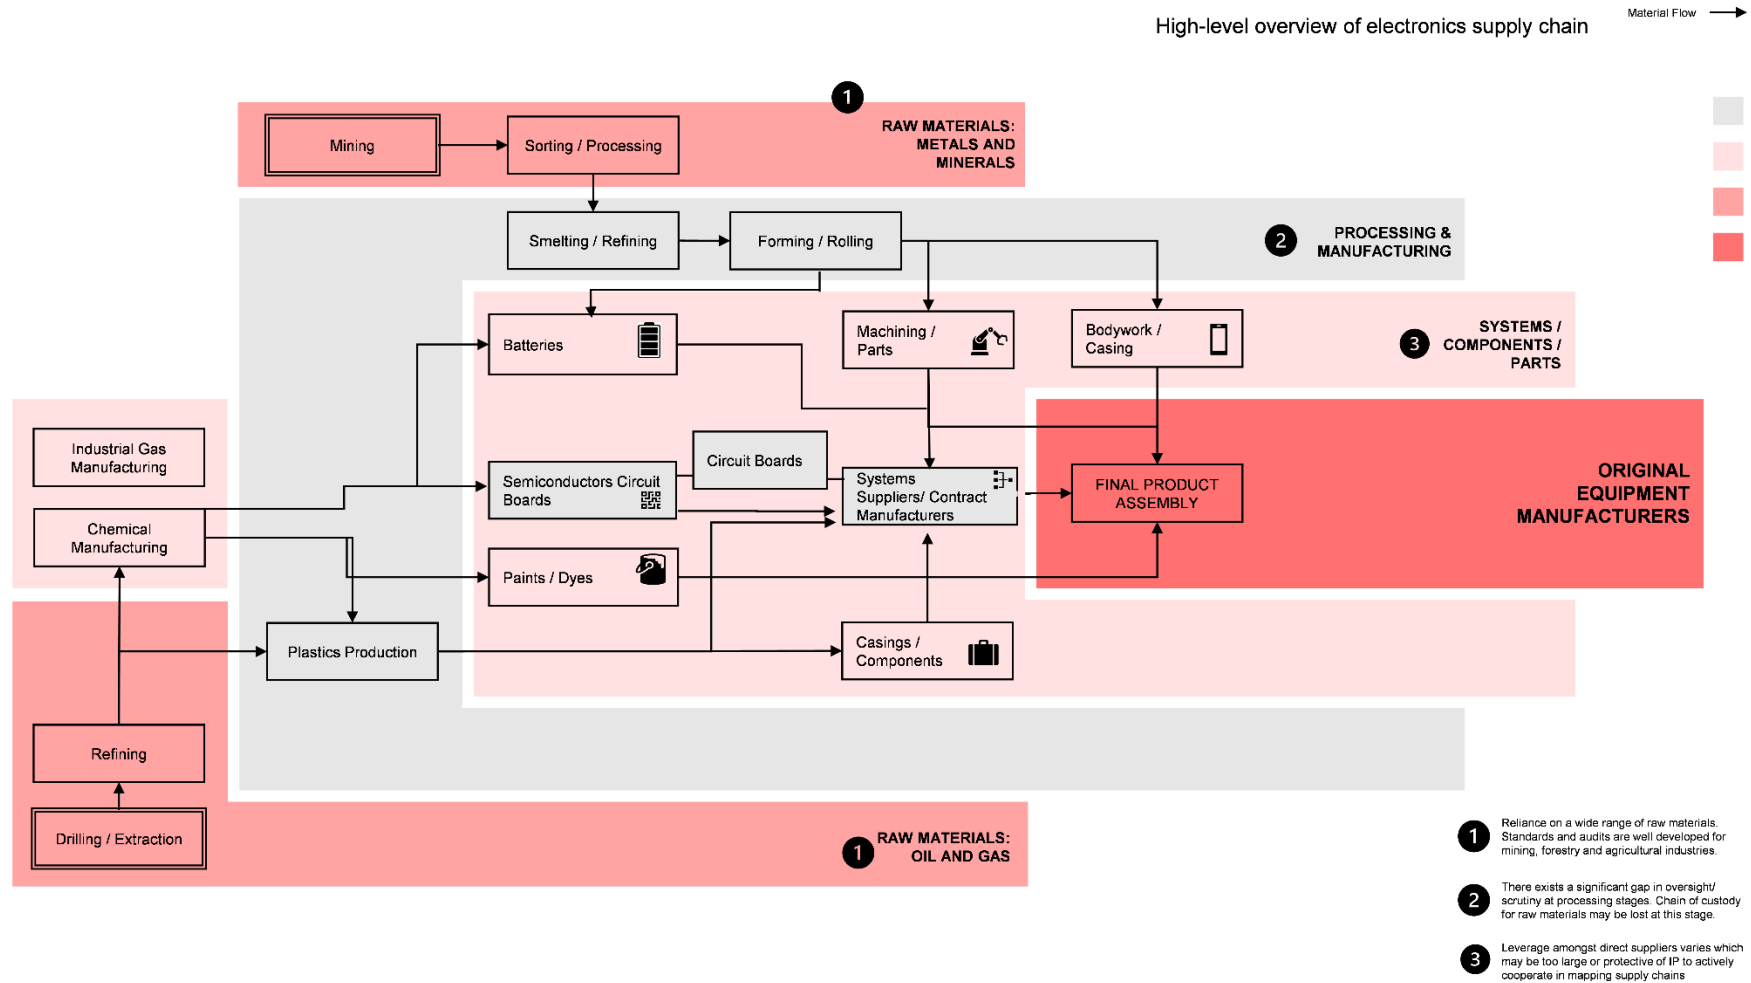 Material Flow
High-level overview of electronics supply chain
1
RAW MATERIALS:
METALS AND
MINERALS
Mining
Sorting / Processing
Smelting / Refining
Forming / Rolling
2
PROCESSING &
MANUFACTURING
Batteries
Machining /
Parts
Bodywork /
Casing
3
SYSTEMS /
COMPONENTS /
PARTS
Industrial Gas
Manufacturing
Circuit Boards
Semiconductors Circuit
Boards
Systems
Suppliers/ Contract
Manufacturers
FINAL PRODUCT
ASSEMBLY
ORIGINAL
EQUIPMENT
MANUFACTURERS
Chemical
Manufacturing
Paints / Dyes
Plastics Production
Casings /
Components
Refining
Drilling / Extraction
1
RAW MATERIALS:
OIL AND GAS
1
Reliance on a wide range of raw materials.
Standards and audits are well developed for
mining, forestry and agricultural industries.
2
There exists a significant gap in oversight/
scrutiny at processing stages. Chain of custody
for raw materials may be lost at this stage.
3
Leverage amongst direct suppliers varies which
may be too large or protective of IP to actively
cooperate in mapping supply chains